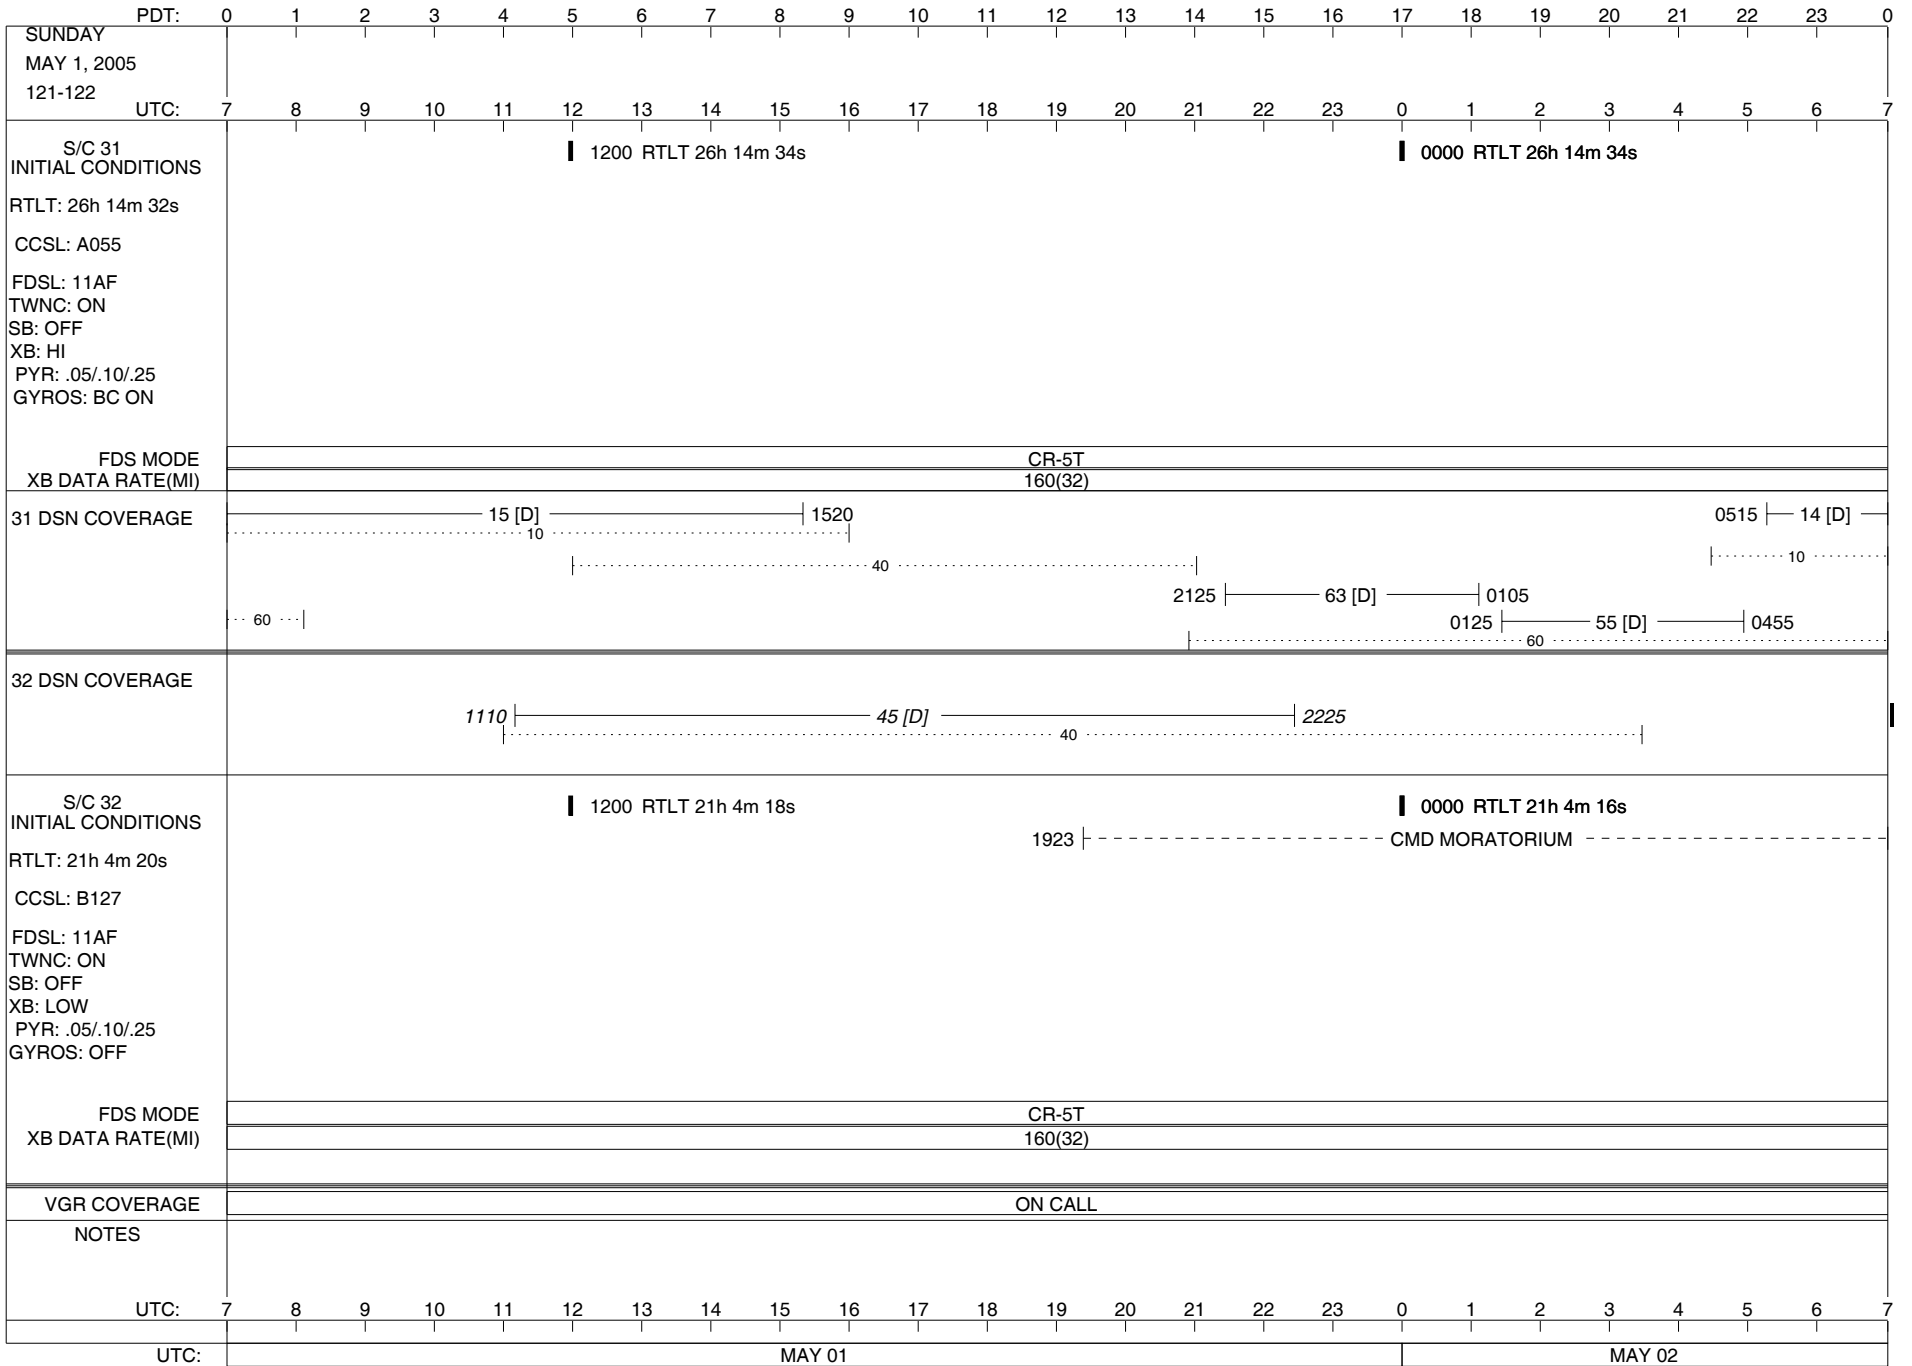 PDT: 0 1 2 3 4 5 6 7 8 9 10 11 12 13 14 15 16 17 18 19 20 21 22 23 0
SUNDAY
MAY 1, 2005
121-122
UTC: 7 8 9 10 11 12 13 14 15 16 17 18 19 20 21 22 23 0 1 2 3 4 5 6 7
S/C 31
INITIAL CONDITIONS
1200 RTLT 26h 14m 34s
0000 RTLT 26h 14m 34s
RTLT: 26h 14m 32s
CCSL: A055
FDSL: 11AF
TWNC: ON
SB: OFF
XB: HI
PYR: .05/.10/.25
GYROS: BC ON
FDS MODE CR-5T
XB DATA RATE(MI) 160(32)
31 DSN COVERAGE
15 [D] 1520 0515 14 [D]
10
10
40
2125 63 [D] 0105
60
0125 55 [D] 0455
60
32 DSN COVERAGE
1110 45 [D] 2225
40
S/C 32
INITIAL CONDITIONS
1200 RTLT 21h 4m 18s
0000 RTLT 21h 4m 16s
1923 CMD MORATORIUM
RTLT: 21h 4m 20s
CCSL: B127
FDSL: 11AF
TWNC: ON
SB: OFF
XB: LOW
PYR: .05/.10/.25
GYROS: OFF
FDS MODE CR-5T
XB DATA RATE(MI) 160(32)
VGR COVERAGE ON CALL
NOTES
UTC: 7 8 9 10 11 12 13 14 15 16 17 18 19 20 21 22 23 0 1 2 3 4 5 6 7
UTC: MAY 01 MAY 02